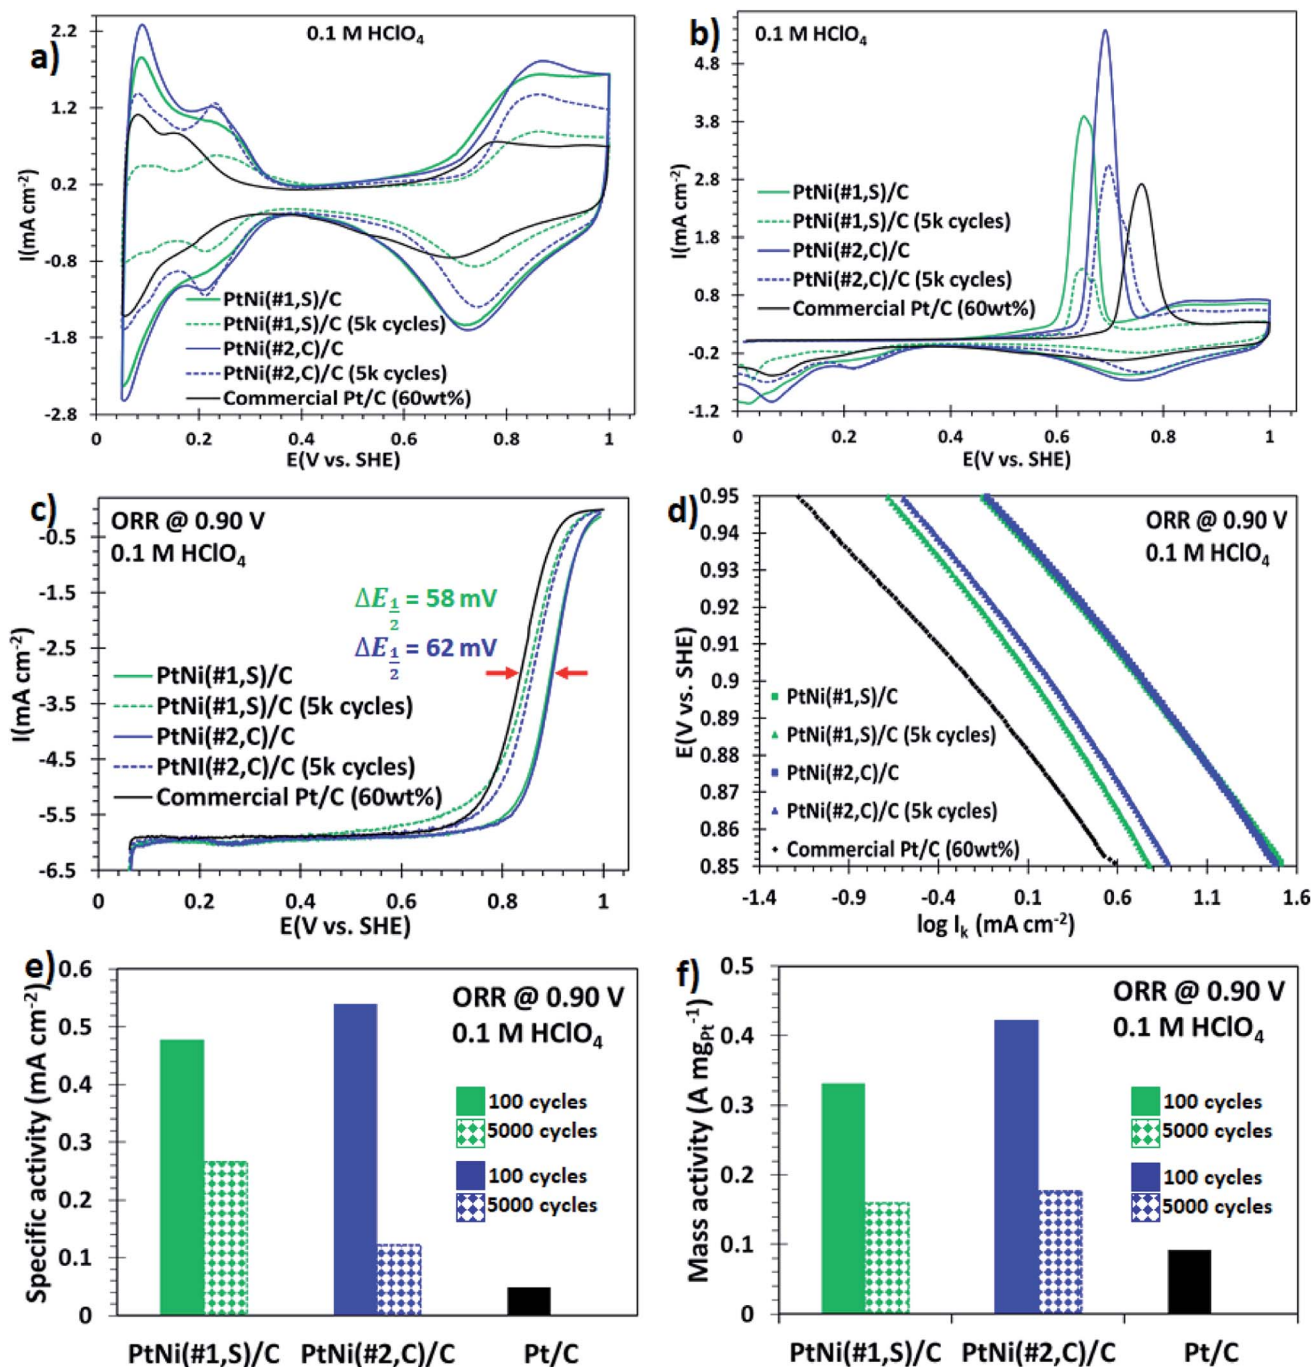 a)
0.1 M HClO4
2.2
1.2
0.2
-0.8
-1.8
-2.8
I(mA cm-2)
PtNi(#1,S)/C
PtNi(#1,S)/C (5k cycles)
PtNi(#2,C)/C
PtNi(#2,C)/C (5k cycles)
Commercial Pt/C (60wt%)
0 0.2 0.4 0.6 0.8 1
E(V vs. SHE)
b)
0.1 M HClO4
4.8
3.8
2.8
1.8
0.8
-0.2
-1.2
I(mA cm-2)
PtNi(#1,S)/C
PtNi(#1,S)/C (5k cycles)
PtNi(#2,C)/C
PtNi(#2,C)/C (5k cycles)
Commercial Pt/C (60wt%)
0 0.2 0.4 0.6 0.8 1
E(V vs. SHE)
c)
ORR @ 0.90 V
0.1 M HClO4
-0.5
-1.5
-2.5
-3.5
-4.5
-5.5
-6.5
I(mA cm-2)
ΔE1/2 = 58 mV
ΔE1/2 = 62 mV
PtNi(#1,S)/C
PtNi(#1,S)/C (5k cycles)
PtNi(#2,C)/C
PtNI(#2,C)/C (5k cycles)
Commercial Pt/C (60wt%)
0 0.2 0.4 0.6 0.8 1
E(V vs. SHE)
d)
ORR @ 0.90 V
0.1 M HClO4
0.95
0.94
0.93
0.92
0.9
0.89
0.88
0.86
0.85
E(V vs. SHE)
PtNi(#1,S)/C
PtNi(#1,S)/C (5k cycles)
PtNi(#2,C)/C
PtNi(#2,C)/C (5k cycles)
Commercial Pt/C (60wt%)
-1.4 -0.9 -0.4 0.1 0.6 1.1 1.6
log Ik (mA cm-2)
e)
ORR @ 0.90 V
0.1 M HClO4
0.6
0.5
0.4
0.3
0.2
0.1
0
Specific activity (mA cm-2)
100 cycles
5000 cycles
100 cycles
5000 cycles
PtNi(#1,S)/C PtNi(#2,C)/C Pt/C
f)
ORR @ 0.90 V
0.1 M HClO4
0.5
0.4
0.3
0.2
0.1
0
Mass activity (A mgPt-1)
100 cycles
5000 cycles
100 cycles
5000 cycles
PtNi(#1,S)/C PtNi(#2,C)/C Pt/C